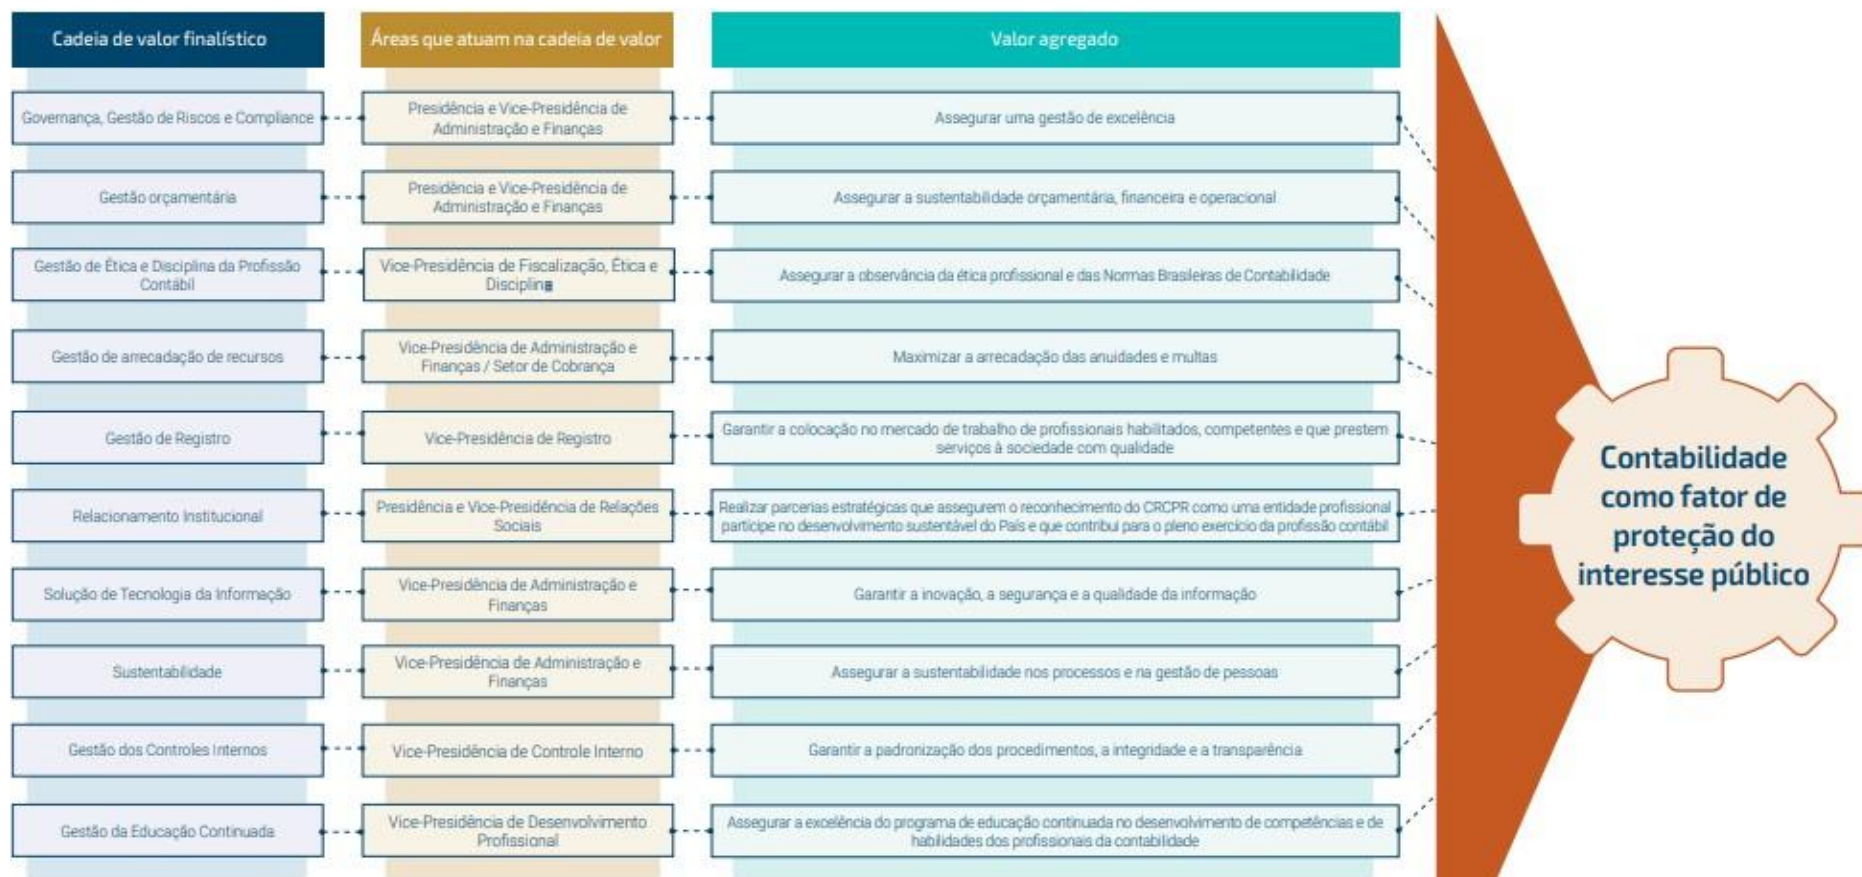 Cadeia de valor finalístico
Áreas que atuam na cadeia de valor
Valor agregado
Governança, Gestão de Riscos e Compliance
Presidência e Vice-Presidência de
Administração e Finanças
Assegurar uma gestão de excelência
Gestão orçamentária
Presidência e Vice-Presidência de
Administração e Finanças
Assegurar a sustentabilidade orçamentária, financeira e operacional
Gestão de Ética e Disciplina da Profissão
Contábil
Vice-Presidência de Fiscalização, Ética e
Disciplina
Assegurar a observância da ética profissional e das Normas Brasileiras de Contabilidade
Gestão de arrecadação de recursos
Vice-Presidência de Administração e
Finanças / Setor de Cobrança
Maximizar a arrecadação das anuidades e multas
Gestão de Registro
Vice-Presidência de Registro
Garantir a colocação no mercado de trabalho de profissionais habilitados, competentes e que prestem
serviços à sociedade com qualidade
Relacionamento Institucional
Presidência e Vice-Presidência de Relações
Sociais
Realizar parcerias estratégicas que assegurem o reconhecimento do CRCPR como uma entidade profissional
partícipe no desenvolvimento sustentável do País e que contribui para o pleno exercício da profissão contábil
Solução de Tecnologia da Informação
Vice-Presidência de Administração e
Finanças
Garantir a inovação, a segurança e a qualidade da informação
Sustentabilidade
Vice-Presidência de Administração e
Finanças
Assegurar a sustentabilidade nos processos e na gestão de pessoas
Gestão dos Controles Internos
Vice-Presidência de Controle Interno
Garantir a padronização dos procedimentos, a integridade e a transparência
Gestão da Educação Continuada
Vice-Presidência de Desenvolvimento
Profissional
Assegurar a excelência do programa de educação continuada no desenvolvimento de competências e de
habilidades dos profissionais da contabilidade
Contabilidade
como fator de
proteção do
interesse público